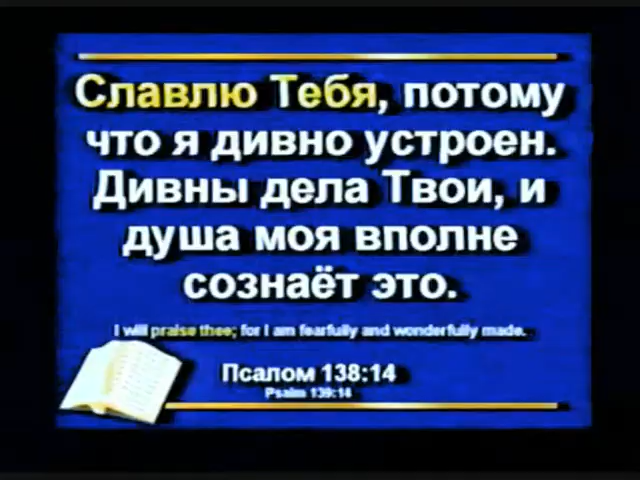 Славлю Тебя, потому
что я дивно устроен.
Дивны дела Твои, и
душа моя вполне
сознаёт это.
I will praise thee; for I am fearfully and wonderfully made.
Псалом 138:14
Psalm 139:14